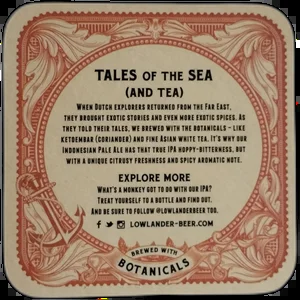 TALES OF THE SEA
(AND TEA)
WHEN DUTCH EXPLORERS RETURNED FROM THE FAR EAST,
THEY BROUGHT EXOTIC STORIES AND EVEN MORE EXOTIC SPICES. AS
THEY TOLD THEIR TALES, WE BREWED WITH THE BOTANICALS – LIKE
KETOEMBAR (CORIANDER) AND FINE ASIAN WHITE TEA. IT'S WHY OUR
INDONESIAN PALE ALE HAS THAT TRUE IPA HOPPY-BITTERNESS, BUT
WITH A UNIQUE CITROUS FRESHNESS AND SPICY AROMATIC NOTE.
EXPLORE MORE
WHAT'S A MONKEY GOT TO DO WITH OUR IPA?
TREAT YOURSELF TO A BOTTLE AND FIND OUT.
AND BE SURE TO FOLLOW @LOWLANDERBEER TOO.
LOWLANDER-BEER.COM
BREWED WITH
BOTANICALS